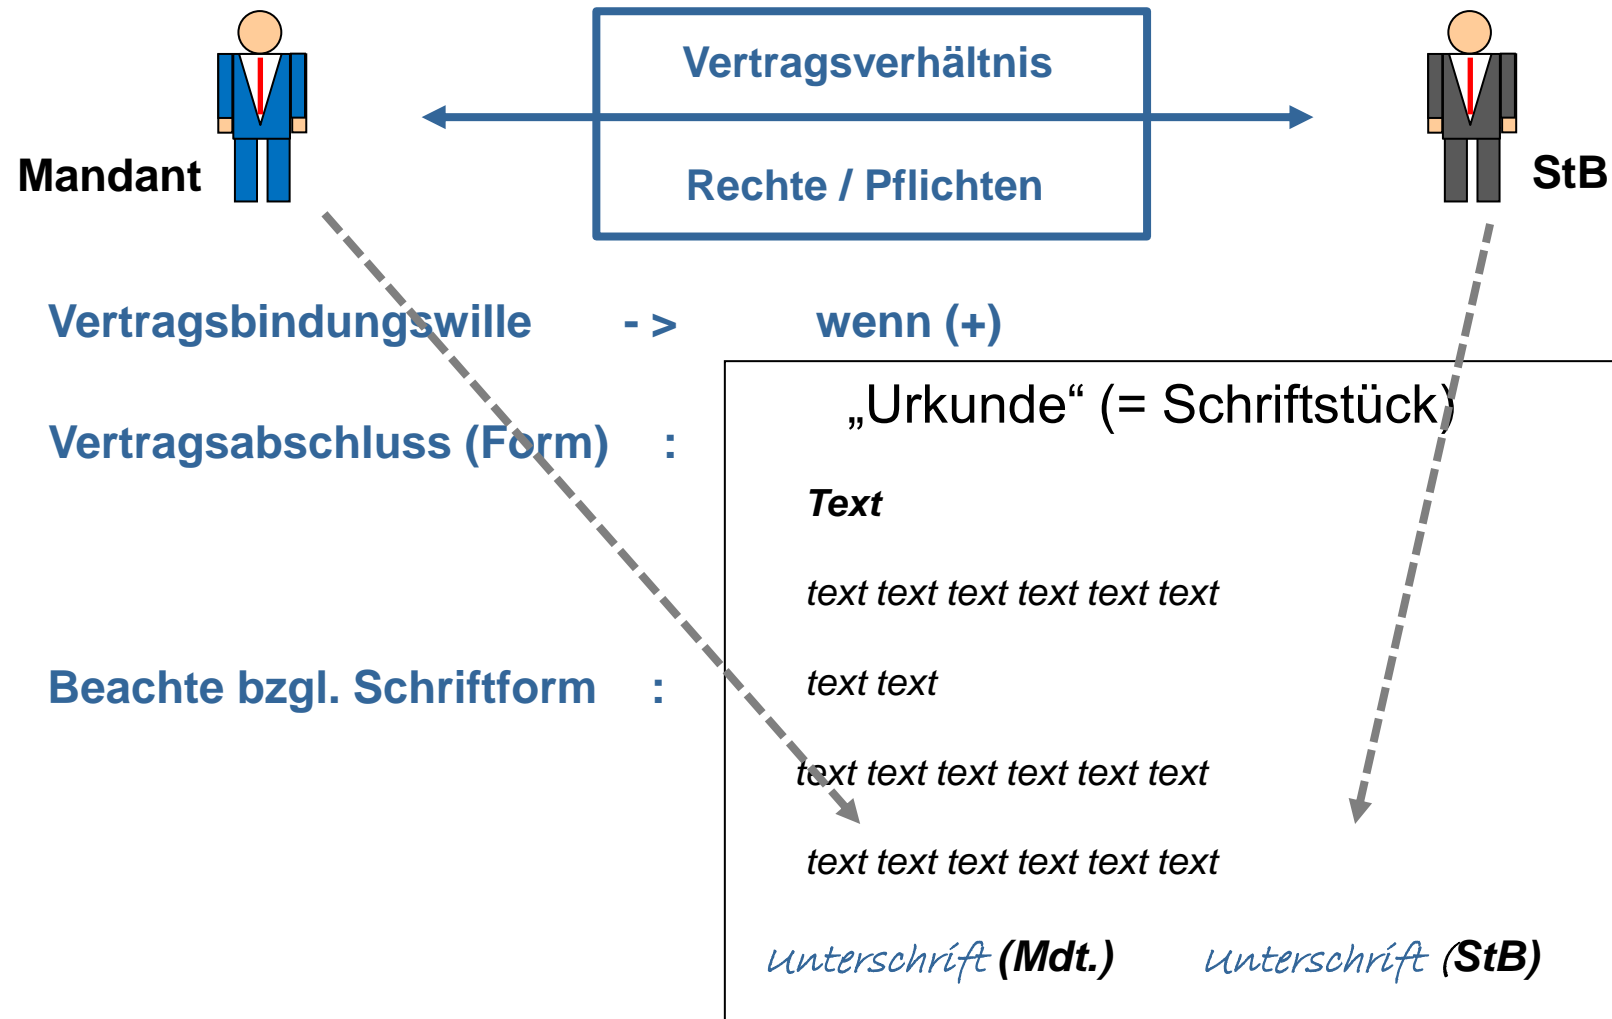 Vertragsverhältnis
Mandant
Rechte / Pflichten
StB
Vertragsbindungswille - > wenn (+)
„Urkunde“ (= Schriftstück)
Vertragsabschluss (Form) :
Text
text text text text text text
Beachte bzgl. Schriftform : text text
text text text text text text
text text text text text text
Unterschrift (Mdt.) Unterschrift (StB)